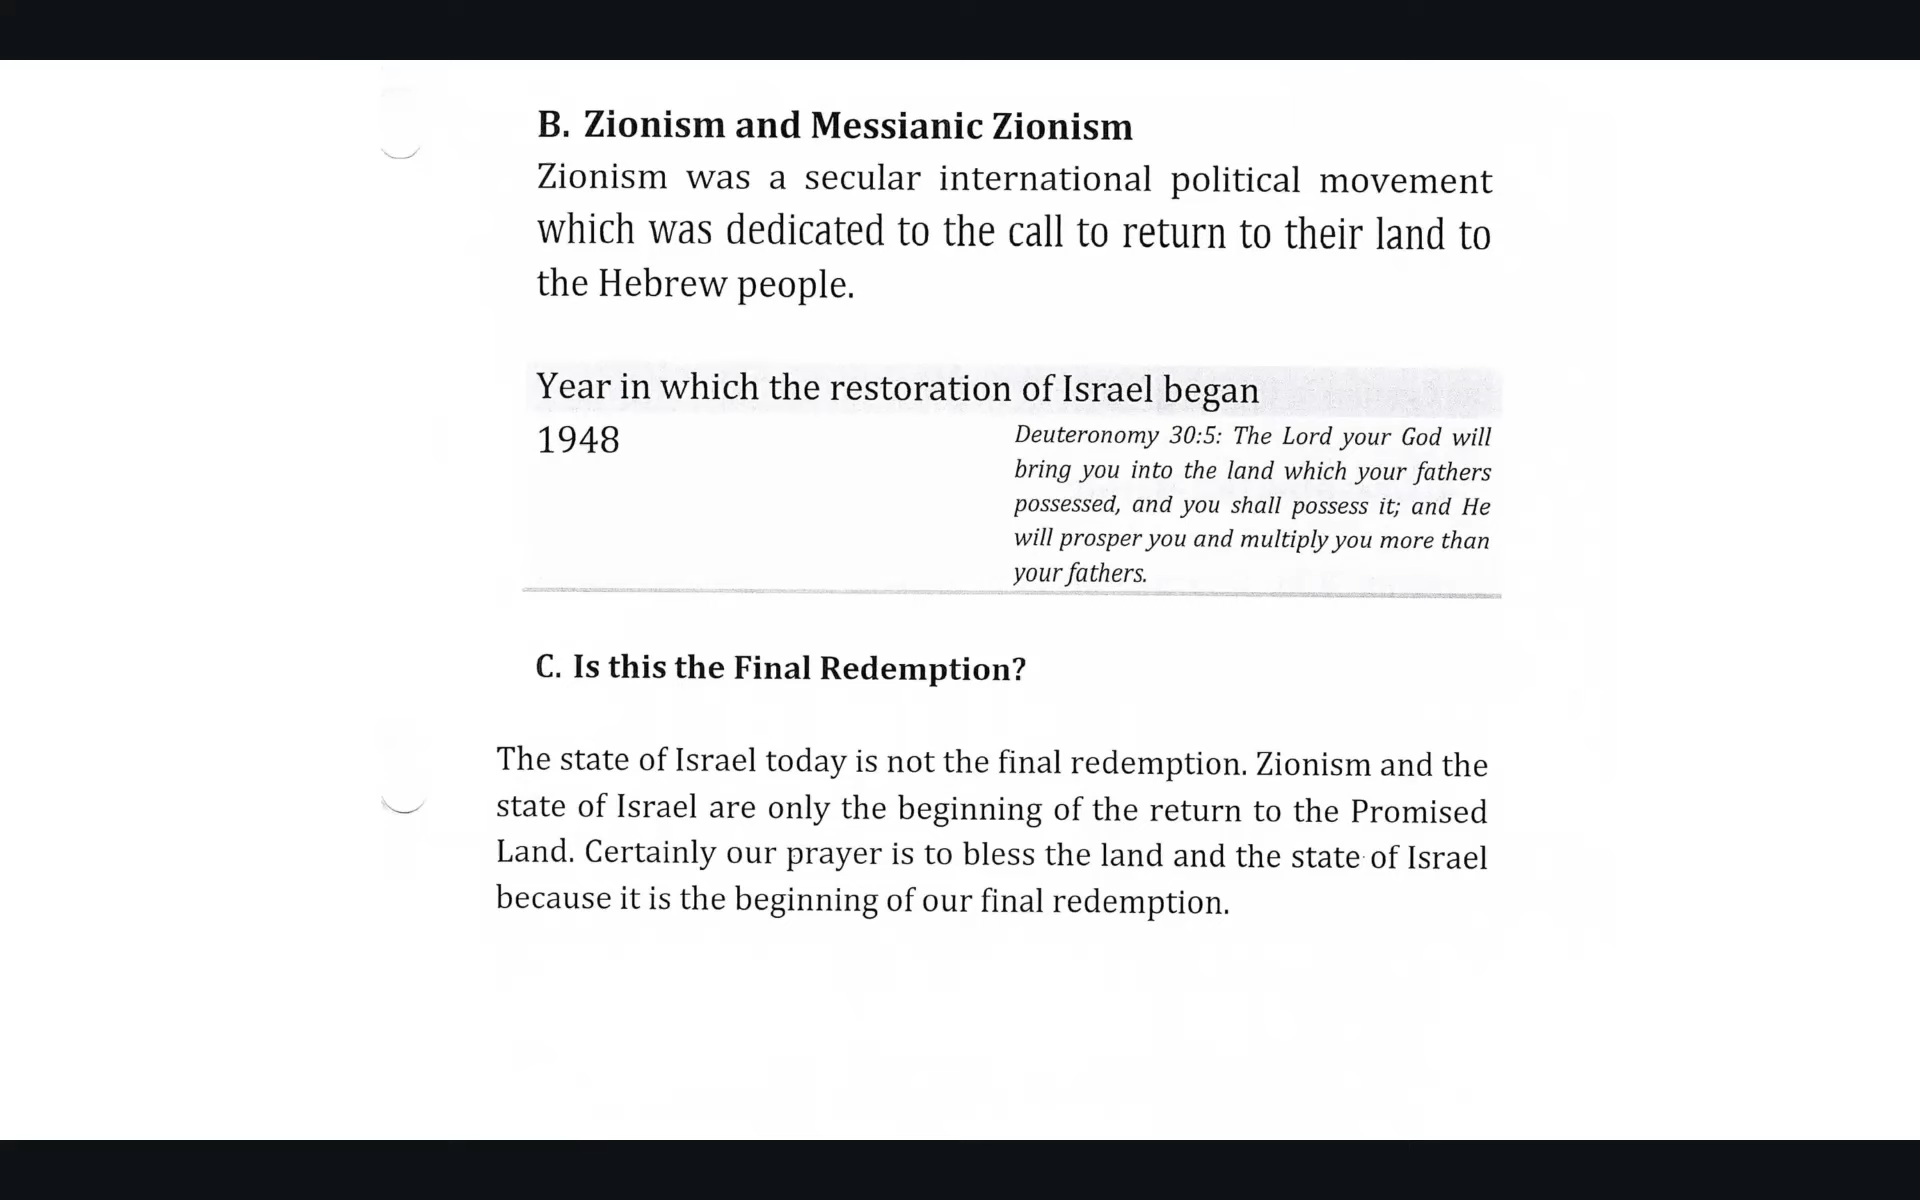 B. Zionism and Messianic Zionism
Zionism was a secular international political movement
which was dedicated to the call to return to their land to
the Hebrew people.
Year in which the restoration of Israel began
1948
Deuteronomy 30:5: The Lord your God will
bring you into the land which your fathers
possessed, and you shall possess it; and He
will prosper you and multiply you more than
your fathers.
C. Is this the Final Redemption?
The state of Israel today is not the final redemption. Zionism and the
state of Israel are only the beginning of the return to the Promised
Land. Certainly our prayer is to bless the land and the state of Israel
because it is the beginning of our final redemption.